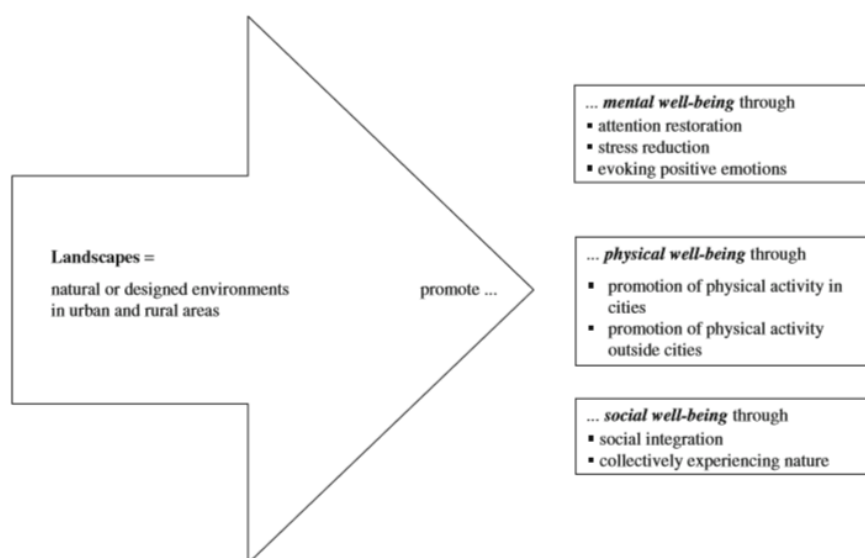 Landscapes =
natural or designed environments
in urban and rural areas
promote ...
... mental well-being through
▪ attention restoration
▪ stress reduction
▪ evoking positive emotions
... physical well-being through
▪ promotion of physical activity in
cities
▪ promotion of physical activity
outside cities
... social well-being through
▪ social integration
▪ collectively experiencing nature